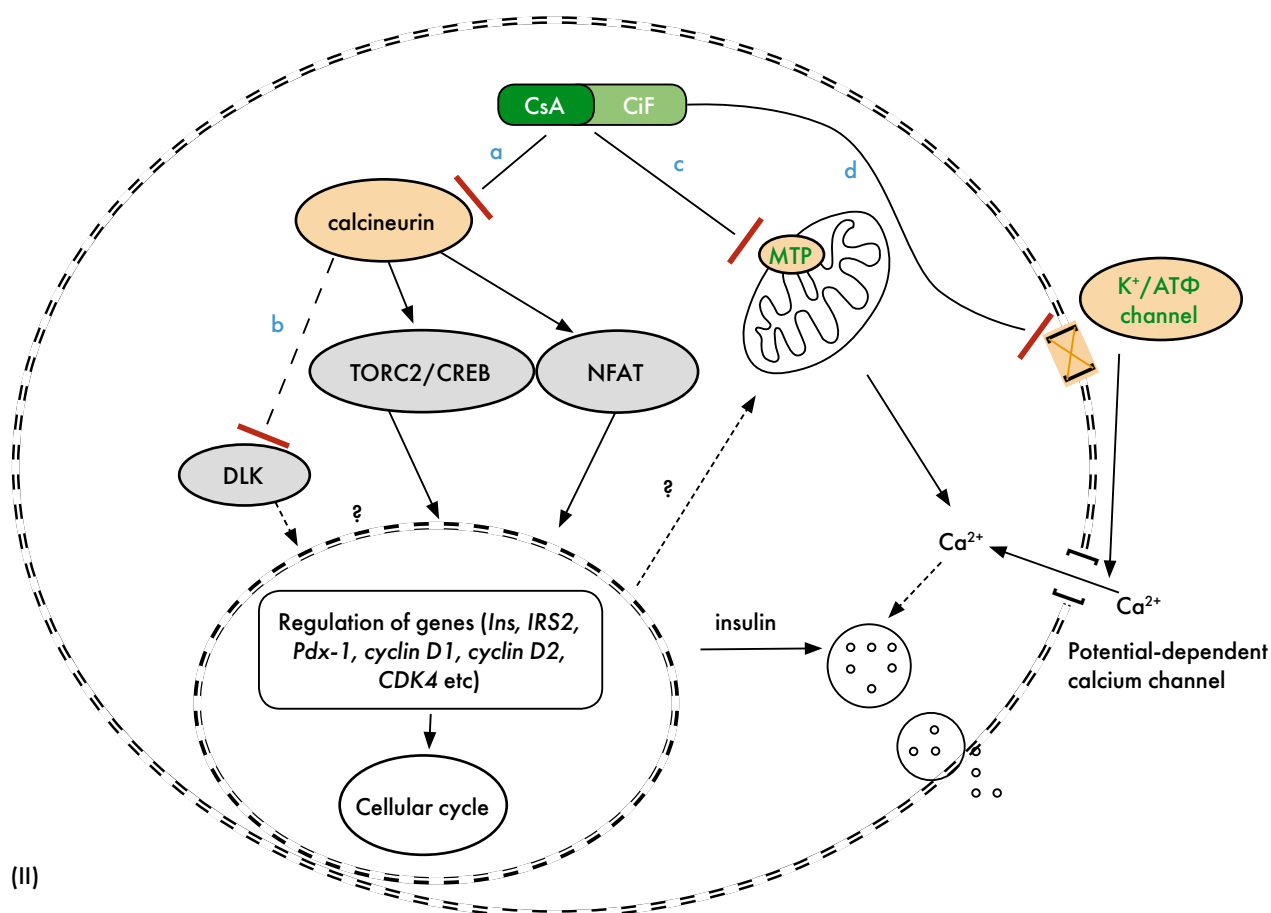 CsA CiF
a
c
d
b
calcineurin
MTP
K⁺/ATФ
channel
TORC2/CREB
NFAT
DLK
?
?
Ca²⁺
Ca²⁺
Potential-dependent
calcium channel
Regulation of genes (Ins, IRS2,
Pdx-1, cyclin D1, cyclin D2,
CDK4 etc)
insulin
Cellular cycle
(II)